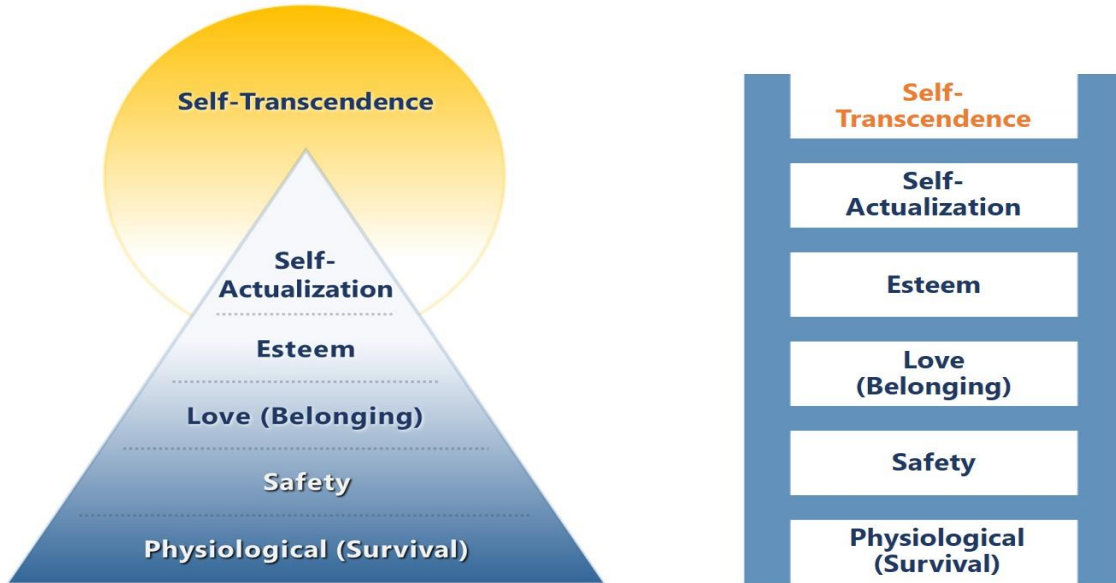 Self-Transcendence
Self-
Actualization
Esteem
Love (Belonging)
Safety
Physiological (Survival)
Self-
Transcendence
Self-
Actualization
Esteem
Love
(Belonging)
Safety
Physiological
(Survival)